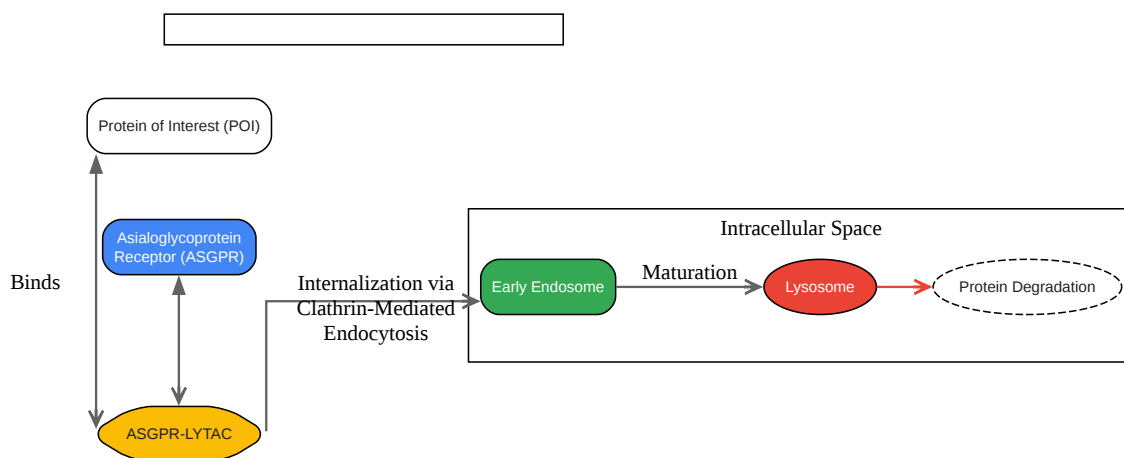 Protein of Interest (POI)
Asialoglycoprotein
Receptor (ASGPR)
Binds
ASGPR-LYTAC
Internalization via
Clathrin-Mediated
Endocytosis
Intracellular Space
Early Endosome
Maturation
Lysosome
Protein Degradation